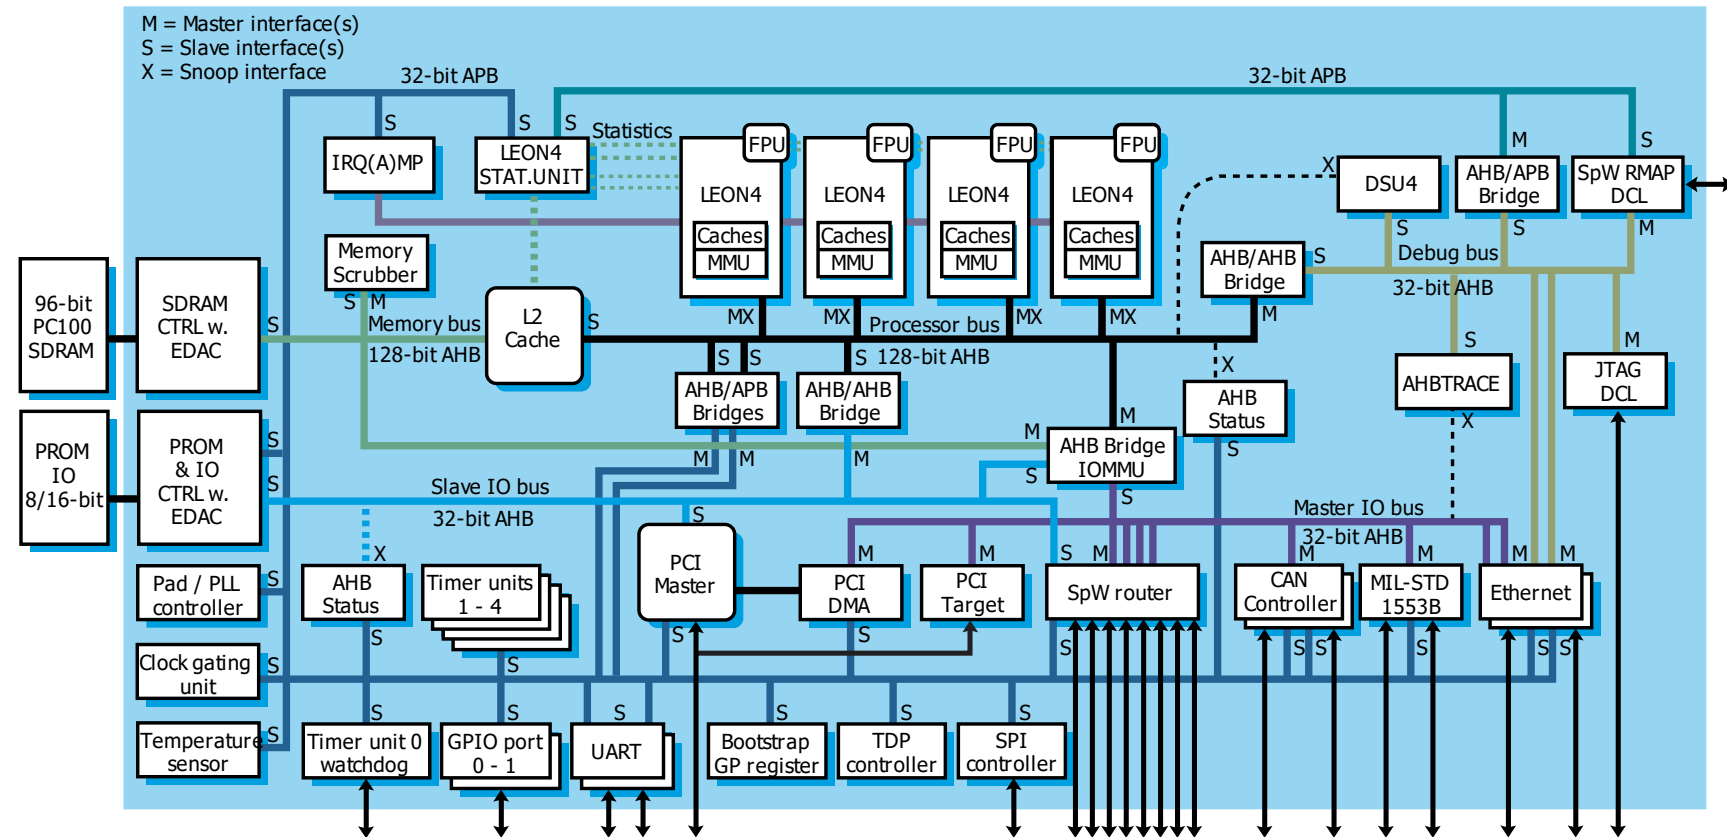 M = Master interface(s)
S = Slave interface(s)
X = Snoop interface
32-bit APB
32-bit APB
S
S
S
Statistics
M
S
IRQ(A)MP
LEON4
STAT.UNIT
FPU
LEON4
Caches
MMU
FPU
LEON4
Caches
MMU
FPU
LEON4
Caches
MMU
FPU
LEON4
Caches
MMU
X
DSU4
AHB/APB
Bridge
SpW RMAP
DCL
S
S
M
Memory
Scrubber
S
M
AHB/AHB
Bridge
S
M
Debug bus
32-bit AHB
96-bit
PC100
SDRAM
SDRAM
CTRL w.
EDAC
S
Memory bus
128-bit AHB
L2
Cache
S
MX
MX
MX
MX
Processor bus
128-bit AHB
S
S
S
X
S
M
AHB/APB
Bridges
AHB/AHB
Bridge
AHB
Status
AHBTRACE
JTAG
DCL
M
M
M
M
M
S
X
AHB Bridge
IOMMU
S
S
PROM
IO
8/16-bit
PROM
& IO
CTRL w.
EDAC
S
S
Slave IO bus
32-bit AHB
Master IO bus
32-bit AHB
X
S
M
M
S
M
M
M
M
M
Pad / PLL
controller
S
AHB
Status
Timer units
1 - 4
PCI
Master
PCI
DMA
PCI
Target
SpW router
CAN
Controller
MIL-STD
1553B
Ethernet
S
S
S
S
S
S
S
S
S
S
Clock gating
unit
S
Temperature
sensor
S
S
S
S
S
S
S
Timer unit 0
watchdog
GPIO port
0 - 1
UART
Bootstrap
GP register
TDP
controller
SPI
controller